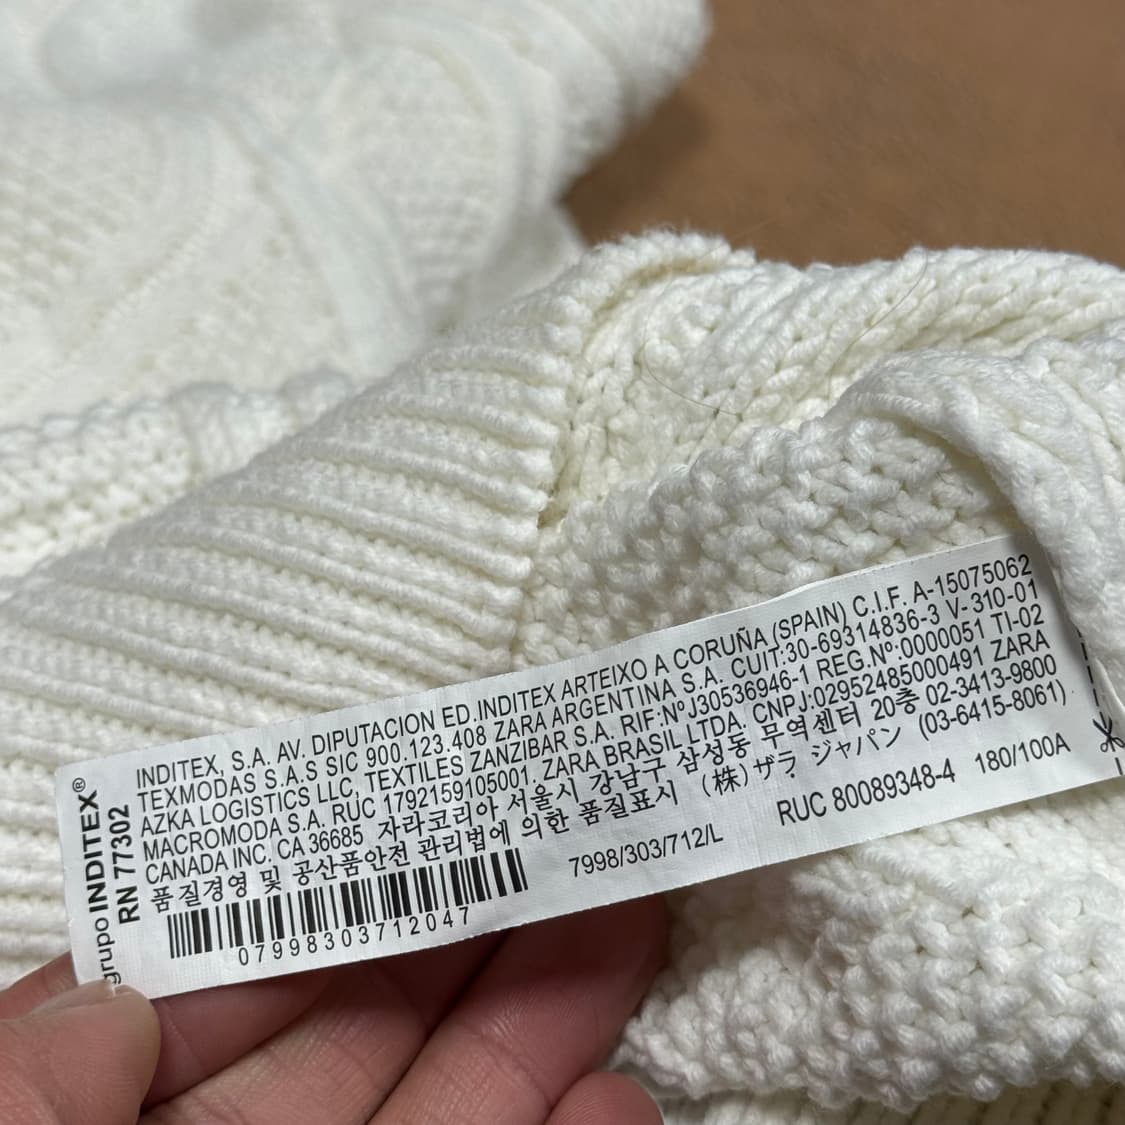 grupo INDITEX®
RN 77302
INDITEX, S.A. AV. DIPUTACION ED.INDITEX ARTEIXO A CORUÑA (SPAIN) C.I.F. A-15075062
TEXMODAS S.A.S SIC 900.123.408 ZARA ARGENTINA S.A. CUIT:30-69314836-3 V-310-01
AZKA LOGISTICS LLC, TEXTILES ZANZIBAR S.A. RIF:NºJ30536946-1 REG.Nº:0000051 TI-02
MACROMODA S.A. RUC 1792159105001. ZARA BRASIL LTDA. CNPJ:02952485000491 ZARA
CANADA INC. CA 36685 자라코리아 서울시 강남구 삼성동 무역센터 20층 02-3413-9800
품질경영 및 공산품안전 관리법에 의한 품질표시 (株)ザラ ジャパン (03-6415-8061)
07998303712047
7998/303/712/L
RUC 80089348-4 180/100A